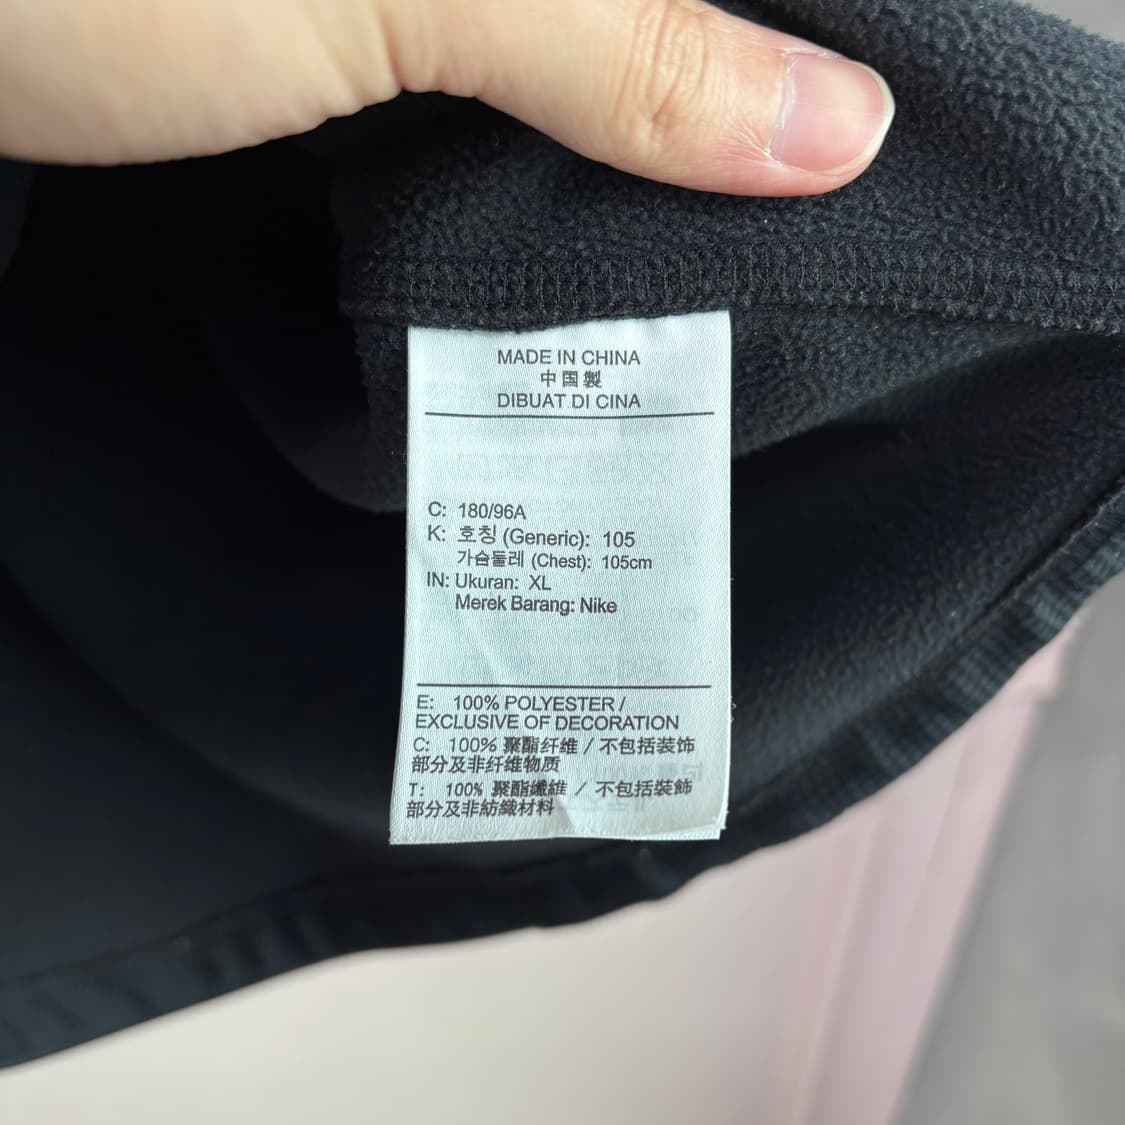 MADE IN CHINA
中国製
DIBUAT DI CINA
C: 180/96A
K: 호칭 (Generic): 105
가슴둘레 (Chest): 105cm
IN: Ukuran: XL
Merek Barang: Nike
E: 100% POLYESTER /
EXCLUSIVE OF DECORATION
C: 100% 聚酯纤维 / 不包括装饰
部分及非纤维物质
T: 100% 聚酯纖維 / 不包括裝飾
部分及非紡織材料